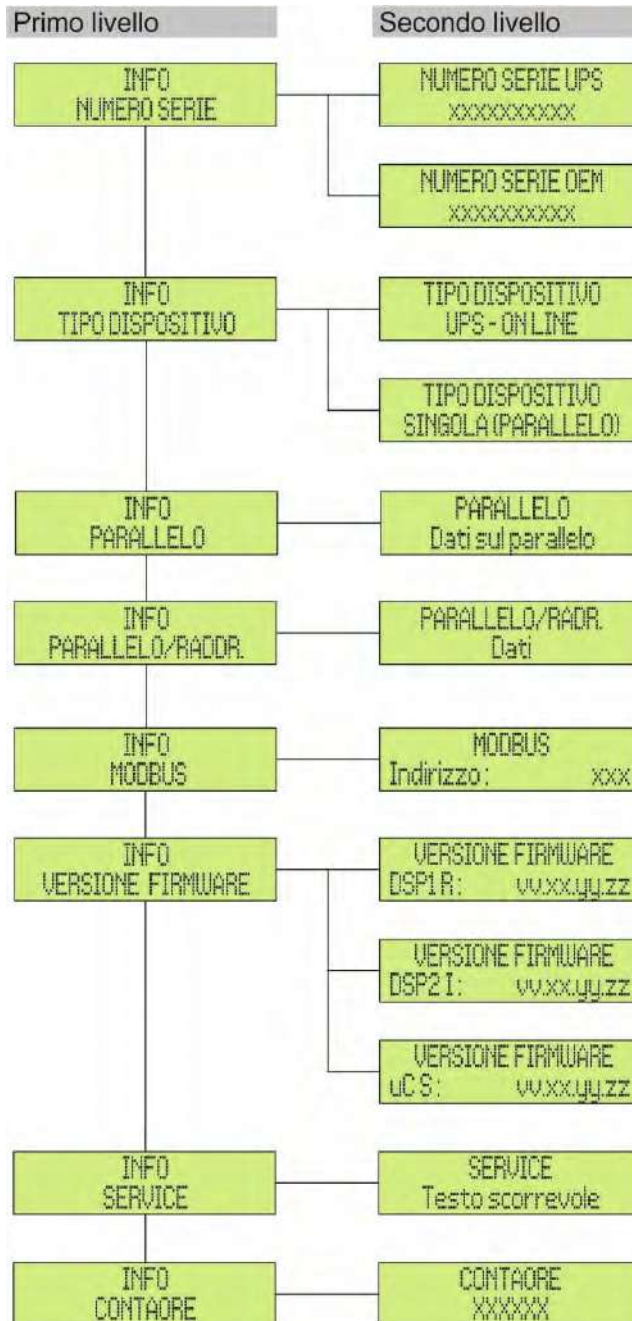 Primo livello
Secondo livello
INFO
NUMERO SERIE
NUMERO SERIE UPS
xxxxxxxxxx
NUMERO SERIE OEM
xxxxxxxxxx
INFO
TIPO DISPOSITIVO
TIPO DISPOSITIVO
UPS - ON LINE
TIPO DISPOSITIVO
SINGOLA (PARALLELO)
INFO
PARALLELO
PARALLELO
Dati sul parallelo
INFO
PARALLELO/RADDR.
PARALLELO/RADR.
Dati
INFO
MODBUS
MODBUS
Indirizzo: xxx
INFO
VERSIONE FIRMWARE
VERSIONE FIRMWARE
DSP1 R: vv.xx.yy.zz
VERSIONE FIRMWARE
DSP2 I: vv.xx.yy.zz
VERSIONE FIRMWARE
uC S: vv.xx.yy.zz
INFO
SERVICE
SERVICE
Testo scorrevole
INFO
CONTAORE
CONTAORE
XXXXXX